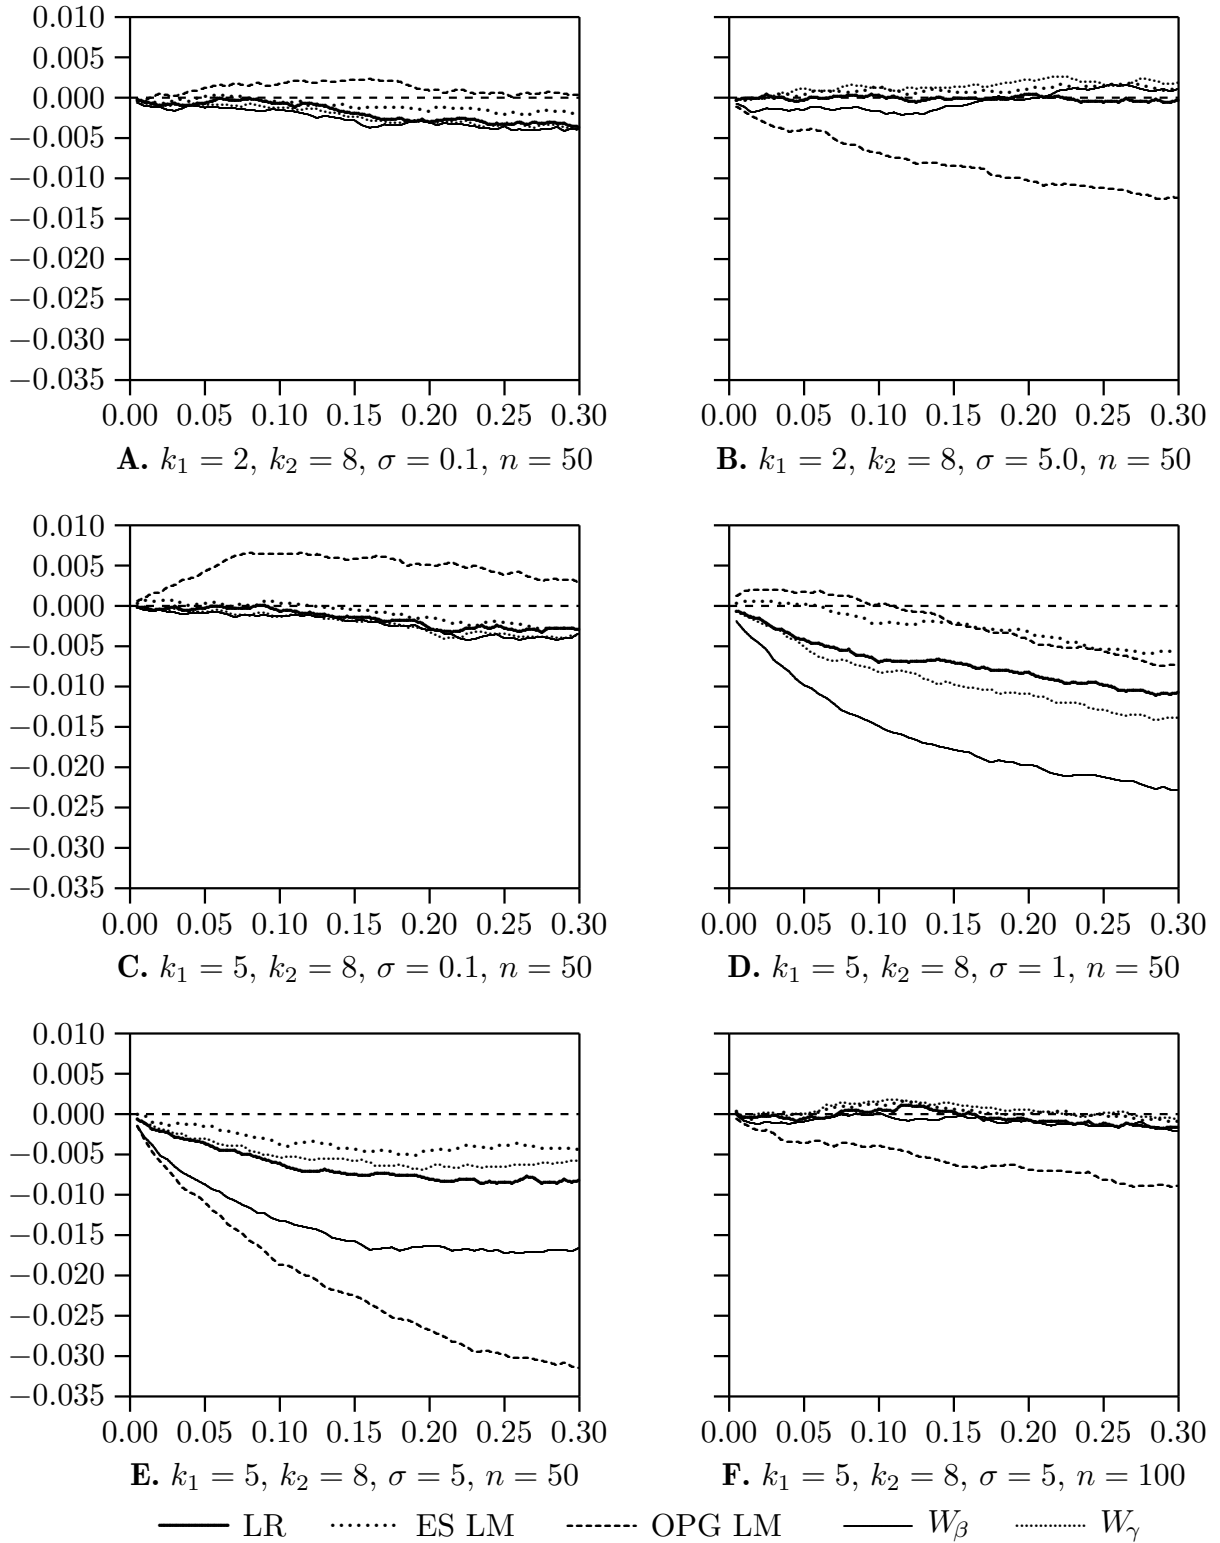 0.010
0.005
0.000
−0.005
−0.010
−0.015
−0.020
−0.025
−0.030
−0.035
0.00 0.05 0.10 0.15 0.20 0.25 0.30
A. k₁ = 2, k₂ = 8, σ = 0.1, n = 50
0.00 0.05 0.10 0.15 0.20 0.25 0.30
B. k₁ = 2, k₂ = 8, σ = 5.0, n = 50
0.010
0.005
0.000
−0.005
−0.010
−0.015
−0.020
−0.025
−0.030
−0.035
0.00 0.05 0.10 0.15 0.20 0.25 0.30
C. k₁ = 5, k₂ = 8, σ = 0.1, n = 50
0.00 0.05 0.10 0.15 0.20 0.25 0.30
D. k₁ = 5, k₂ = 8, σ = 1, n = 50
0.010
0.005
0.000
−0.005
−0.010
−0.015
−0.020
−0.025
−0.030
−0.035
0.00 0.05 0.10 0.15 0.20 0.25 0.30
E. k₁ = 5, k₂ = 8, σ = 5, n = 50
0.00 0.05 0.10 0.15 0.20 0.25 0.30
F. k₁ = 5, k₂ = 8, σ = 5, n = 100
LR ES LM OPG LM Wᵦ Wᵧ